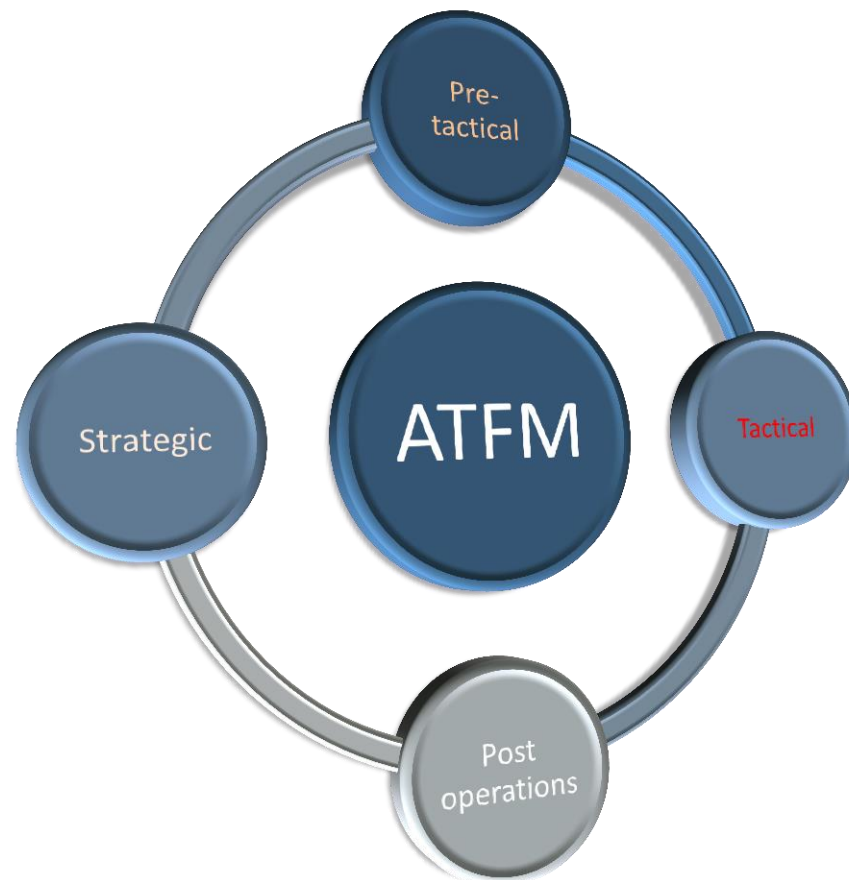 Pre-
tactical
Strategic
ATFM
Tactical
Post
operations